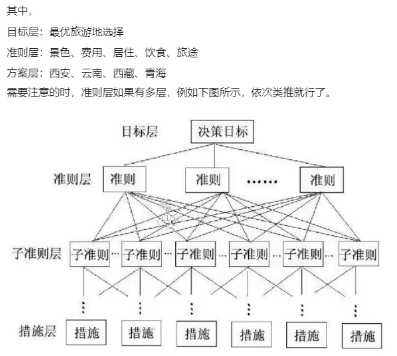 其中，
目标层：最优旅游地选择
准则层：景色、费用、居住、饮食、旅途
方案层：西安、云南、西藏、青海
需要注意的时，准则层如果有多层，例如下图所示，依次类推就行了。
目标层 决策目标
准则层 准则 准则 …… 准则
子准则层 子准则 … 子准则 … 子准则 … 子准则 … 子准则 … 子准则
措施层 措施 措施 措施 措施 措施 措施